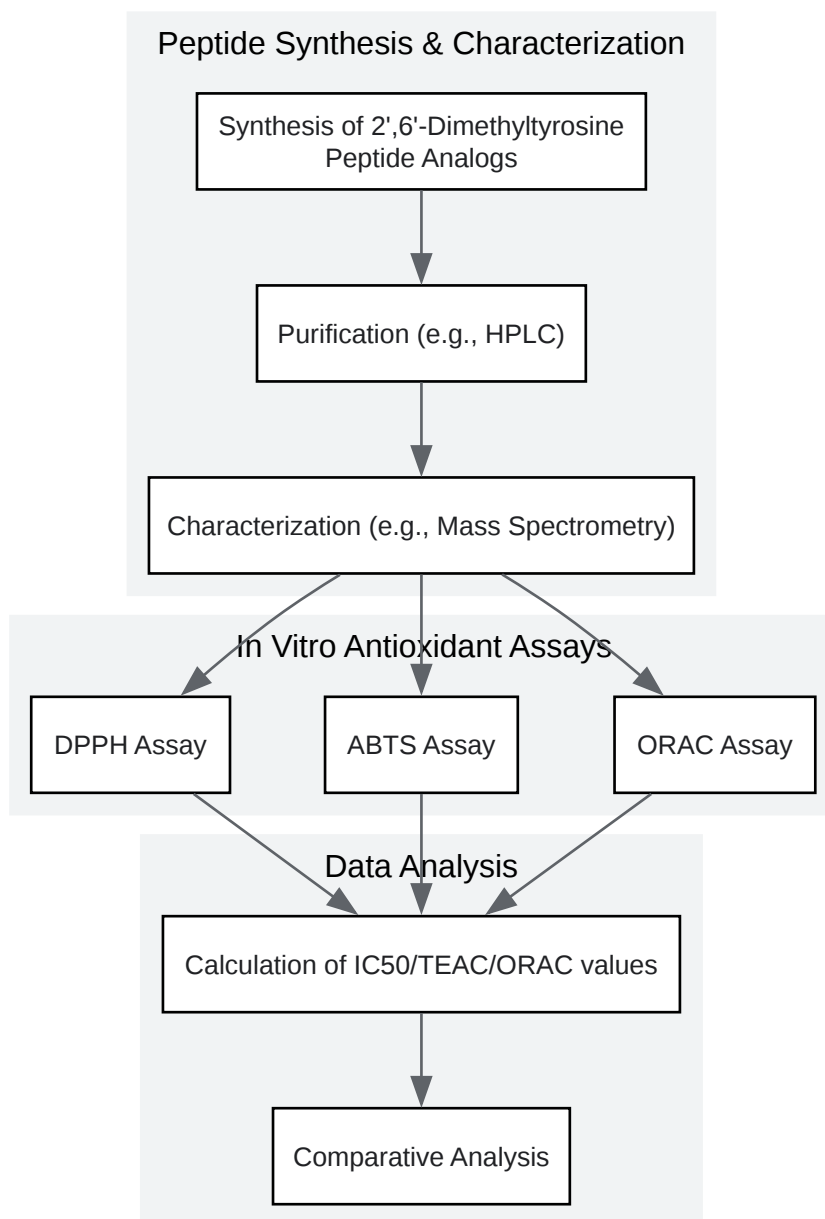 Peptide Synthesis & Characterization
Synthesis of 2',6'-Dimethyltyrosine
Peptide Analogs
Purification (e.g., HPLC)
Characterization (e.g., Mass Spectrometry)
In Vitro Antioxidant Assays
DPPH Assay
ABTS Assay
ORAC Assay
Data Analysis
Calculation of IC50/TEAC/ORAC values
Comparative Analysis